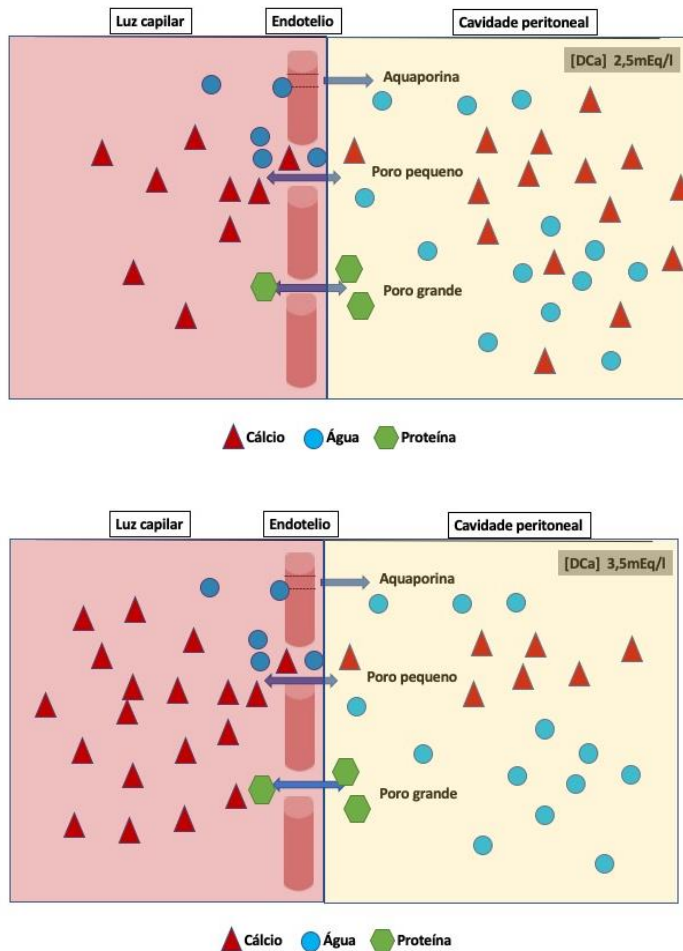 Luz capilar
Endotelio
Cavidade peritoneal
[DCa] 2,5mEq/l
Aquaporina
Poro pequeno
Poro grande
Cálcio
Água
Proteína
Luz capilar
Endotelio
Cavidade peritoneal
[DCa] 3,5mEq/l
Aquaporina
Poro pequeno
Poro grande
Cálcio
Água
Proteína